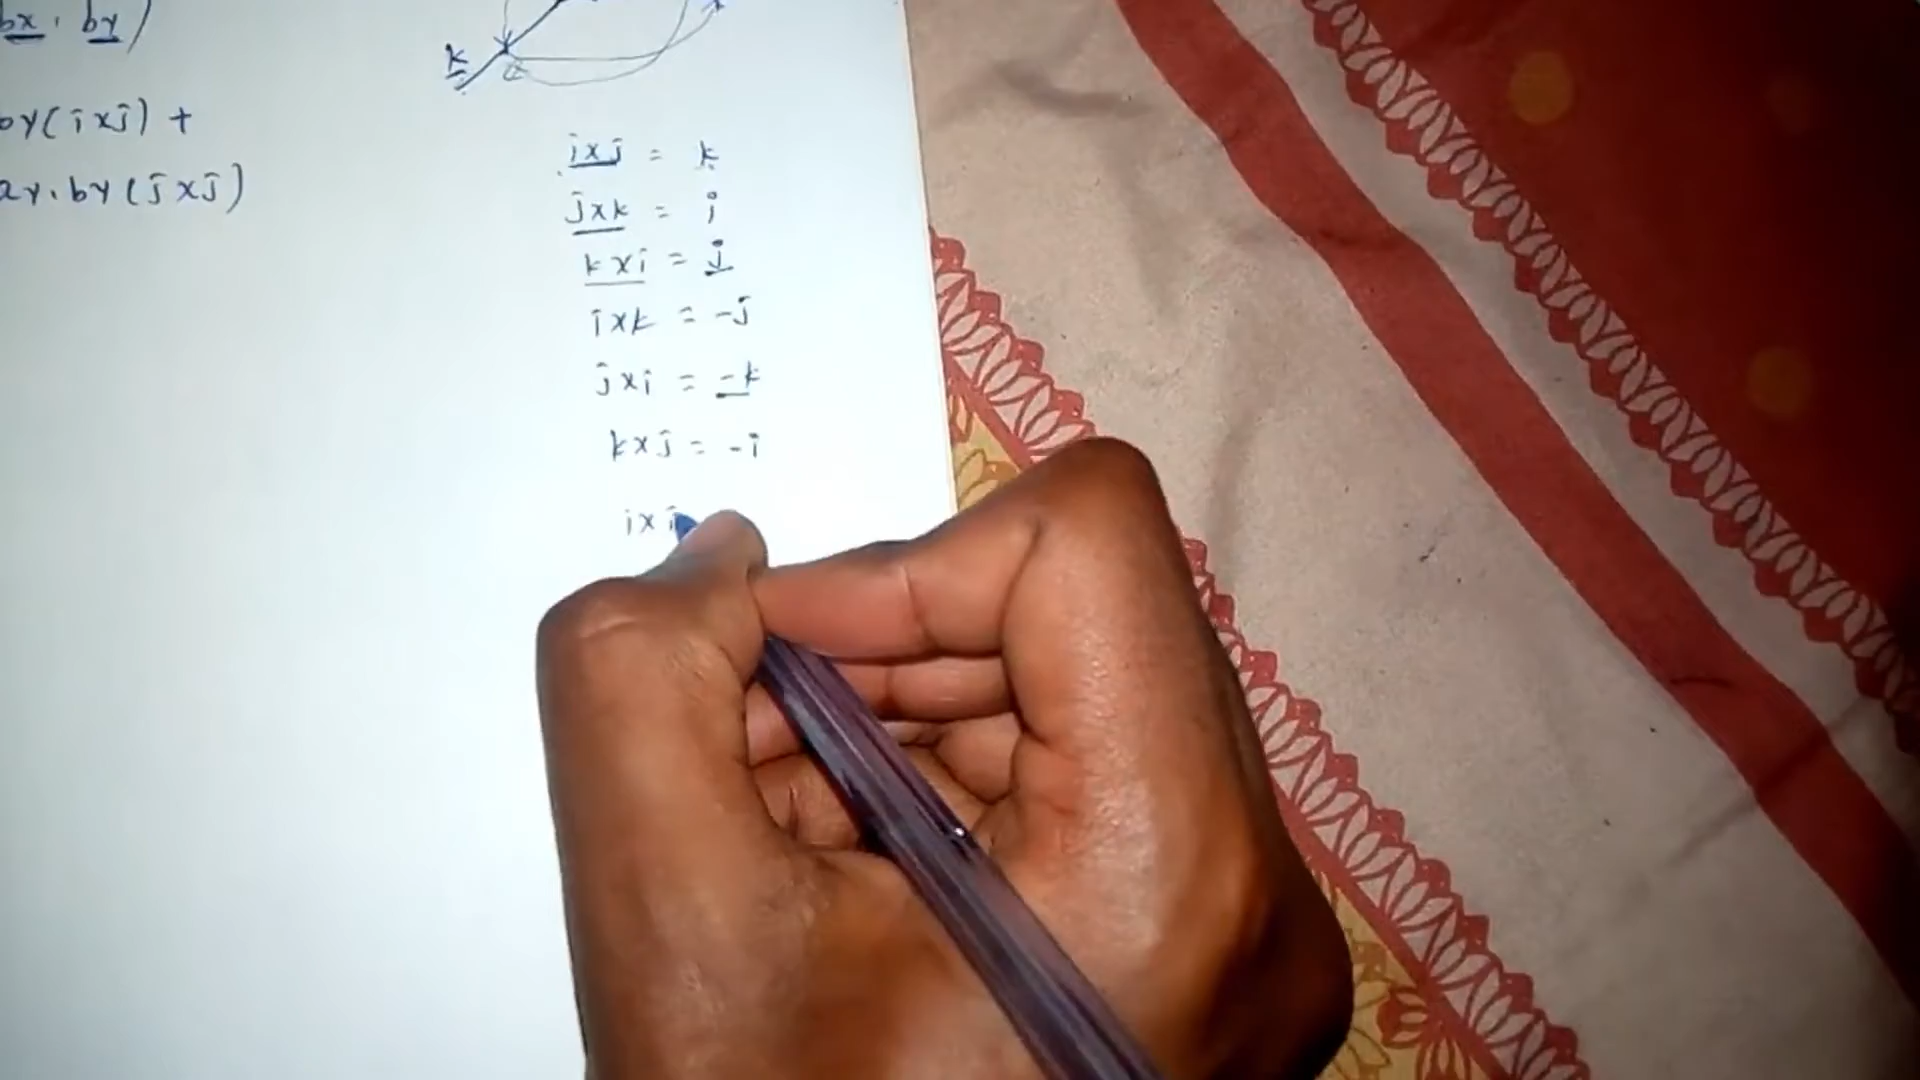 bx . by)
k
by(i×j) +
ay.by(j×j)
i×j = k
j×k = i
k×i = j
i×k = -j
j×i = -k
k×j = -i
i×i